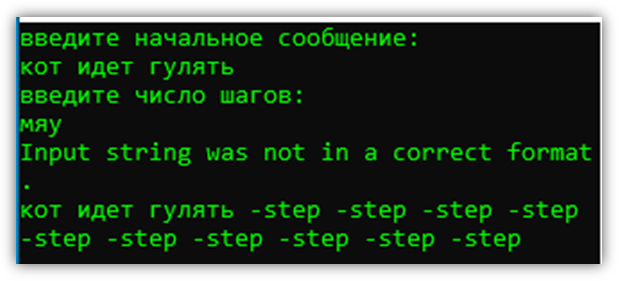 введите начальное сообщение:
кот идет гулять
введите число шагов:
мяу
Input string was not in a correct format
.
кот идет гулять -step -step -step -step
-step -step -step -step -step -step